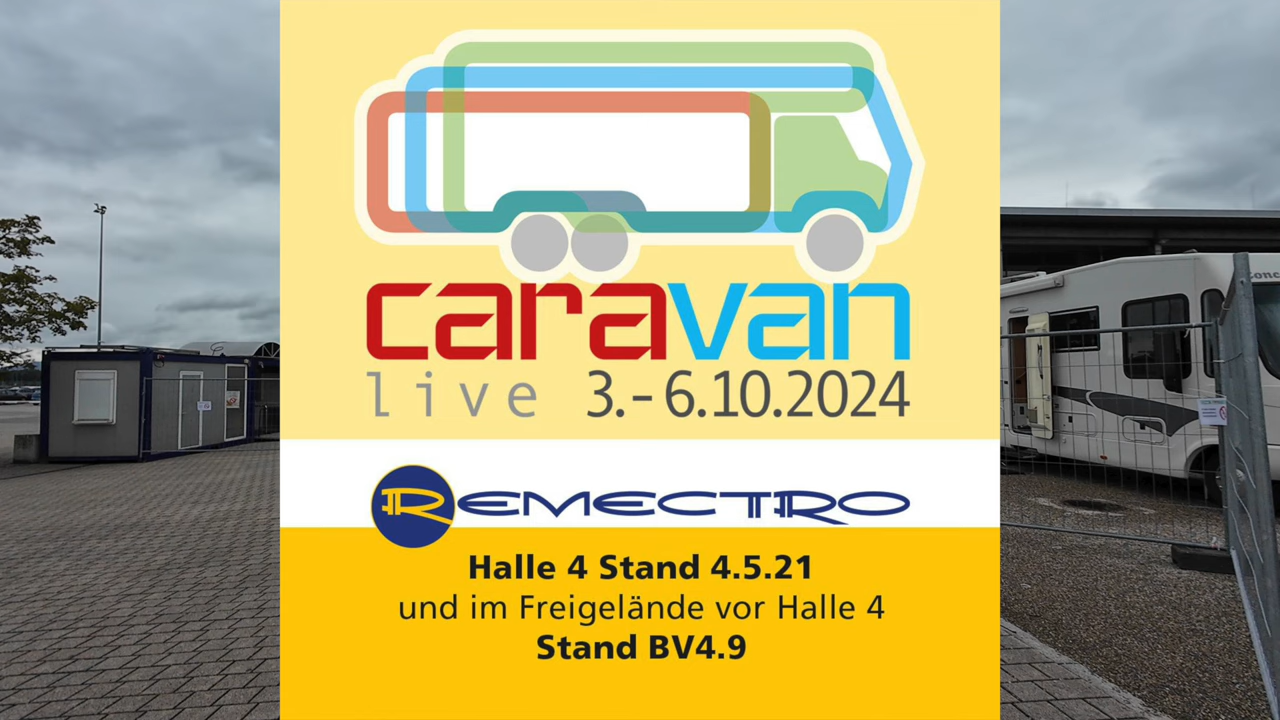 caravan
live 3.-6.10.2024
REMECTRO
Halle 4 Stand 4.5.21
und im Freigelände vor Halle 4
Stand BV4.9